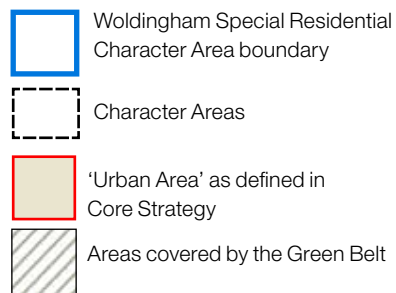 Woldingham Special Residential
Character Area boundary
Character Areas
‘Urban Area’ as defined in
Core Strategy
Areas covered by the Green Belt